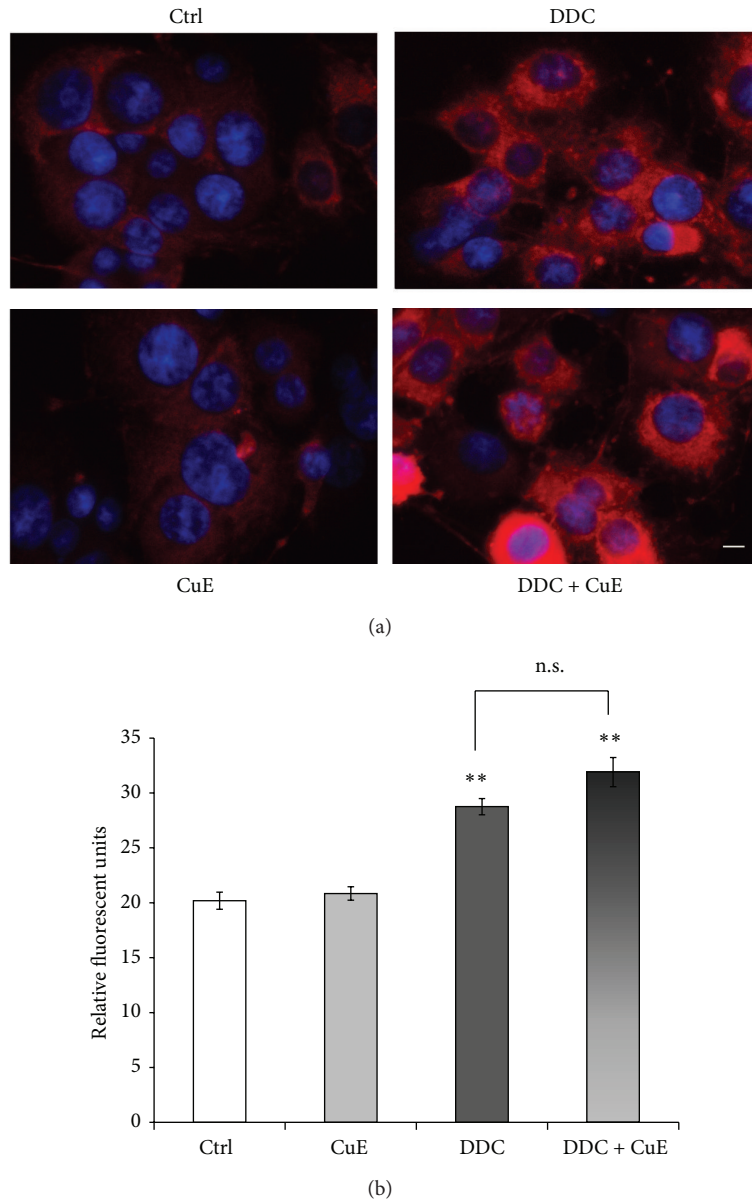 Ctrl
DDC
CuE
DDC + CuE
(a)
n.s.
35
30
25
20
15
10
5
0
Relative fluorescent units
**
**
Ctrl
CuE
DDC
DDC + CuE
(b)